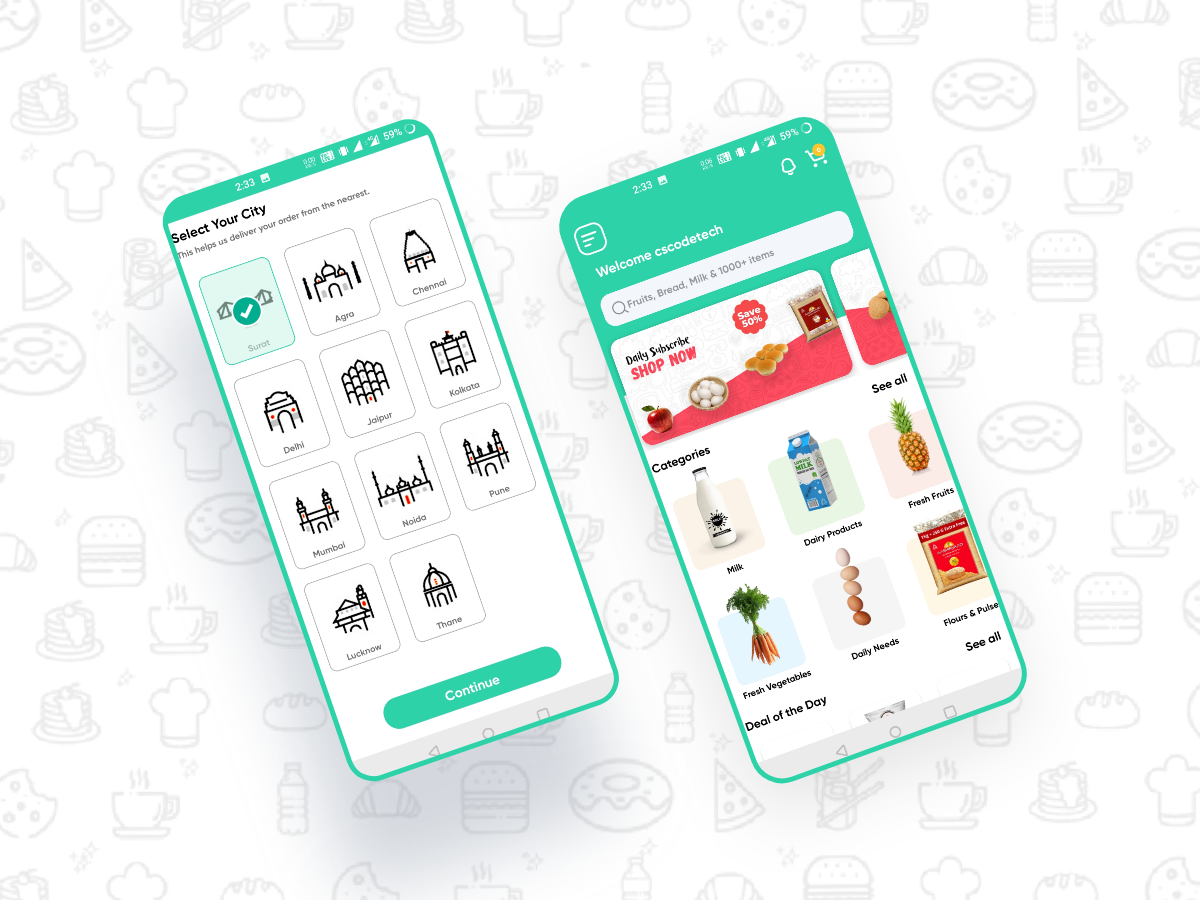 2:33
59%
Select Your City
This helps us deliver your order from the nearest.
Surat
Agra
Chennai
Delhi
Jaipur
Kolkata
Mumbai
Noida
Pune
Lucknow
Thane
Continue
2:33
59%
0
Welcome cscodetech
Fruits, Bread, Milk & 1000+ items
Daily Subscribe
SHOP NOW
Save
50%
See all
Categories
MILK
Milk
Dairy Products
Fresh Fruits
Fresh Vegetables
Daily Needs
Flours & Pulse
See all
Deal of the Day